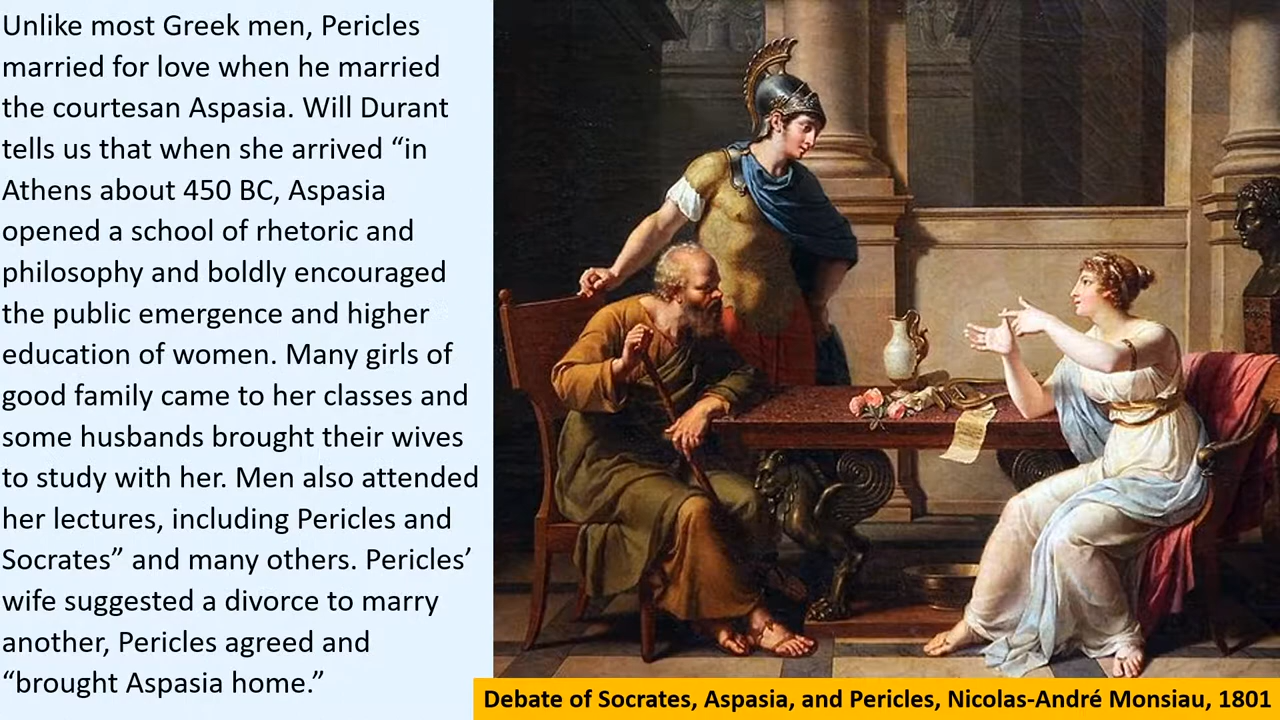 Unlike most Greek men, Pericles
married for love when he married
the courtesan Aspasia. Will Durant
tells us that when she arrived “in
Athens about 450 BC, Aspasia
opened a school of rhetoric and
philosophy and boldly encouraged
the public emergence and higher
education of women. Many girls of
good family came to her classes and
some husbands brought their wives
to study with her. Men also attended
her lectures, including Pericles and
Socrates” and many others. Pericles’
wife suggested a divorce to marry
another, Pericles agreed and
“brought Aspasia home.”
Debate of Socrates, Aspasia, and Pericles, Nicolas-André Monsiau, 1801